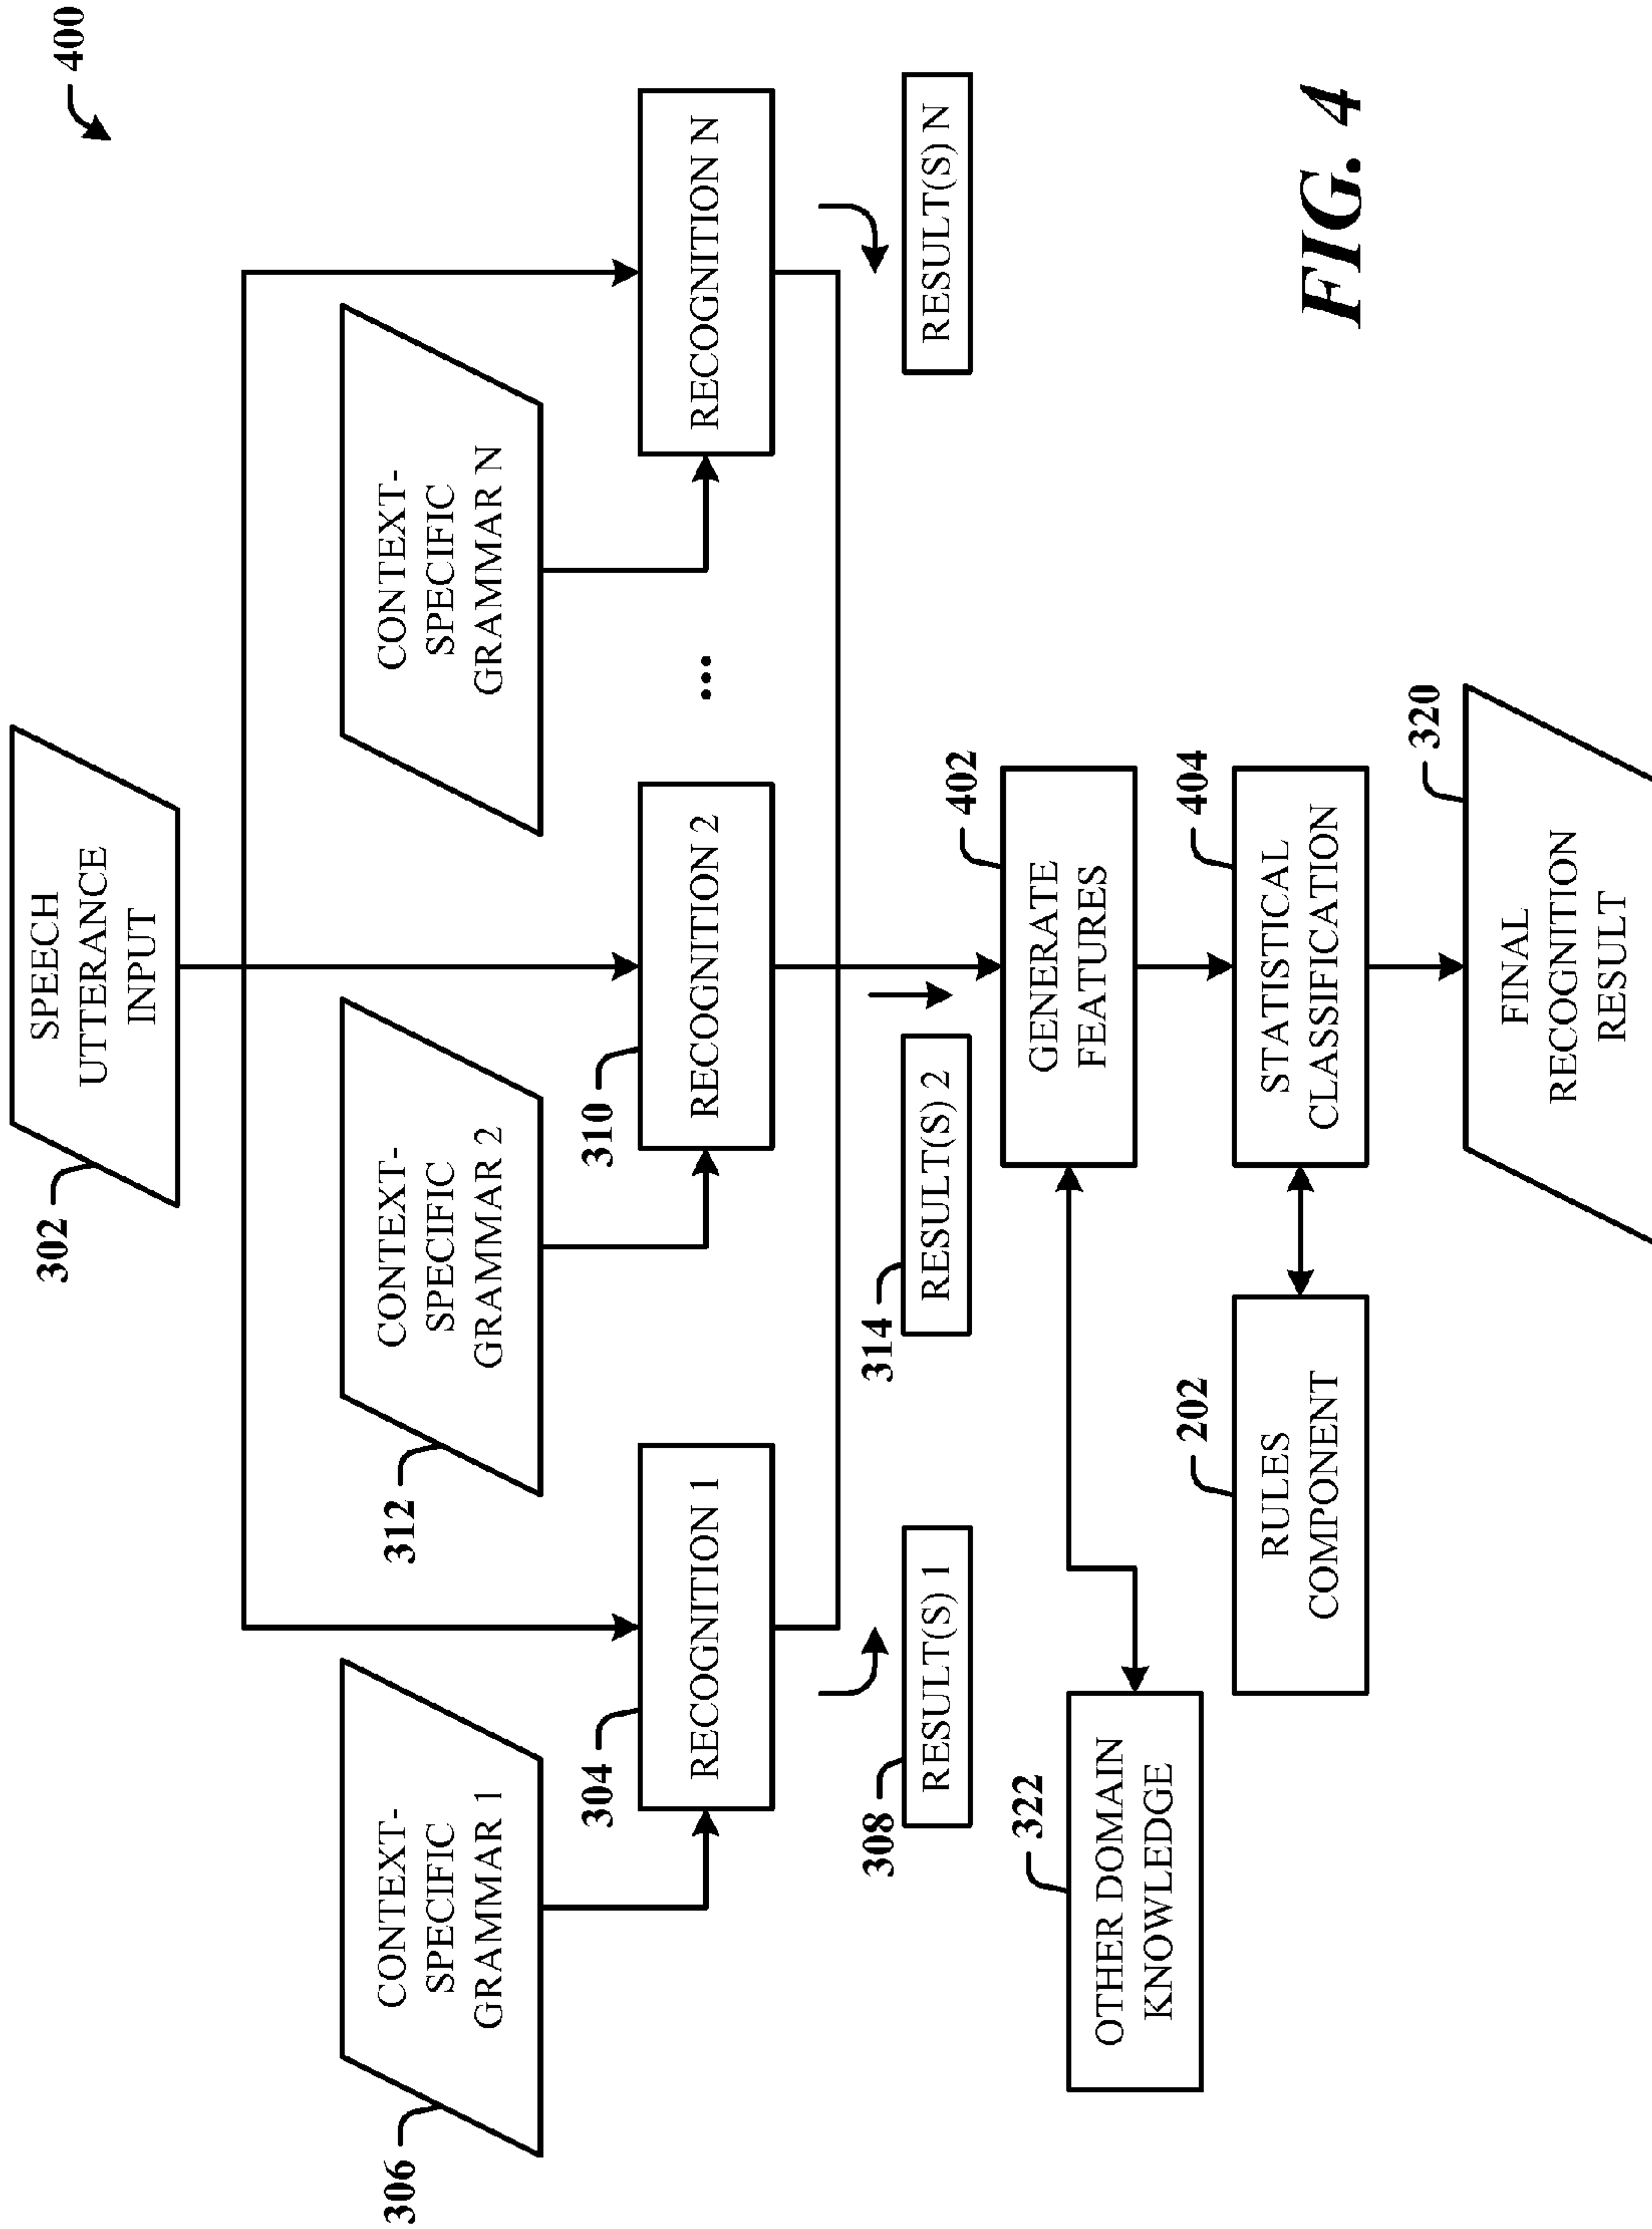 400
SPEECH
UTTERANCE
INPUT
302
CONTEXT-
SPECIFIC
GRAMMAR 1
306
CONTEXT-
SPECIFIC
GRAMMAR 2
312
CONTEXT-
SPECIFIC
GRAMMAR N
RECOGNITION 1
304
RECOGNITION 2
310
...
RECOGNITION N
RESULT(S) 1
308
RESULT(S) 2
314
RESULT(S) N
OTHER DOMAIN
KNOWLEDGE
322
GENERATE
FEATURES
402
RULES
COMPONENT
202
STATISTICAL
CLASSIFICATION
404
FINAL
RECOGNITION
RESULT
320
FIG. 4